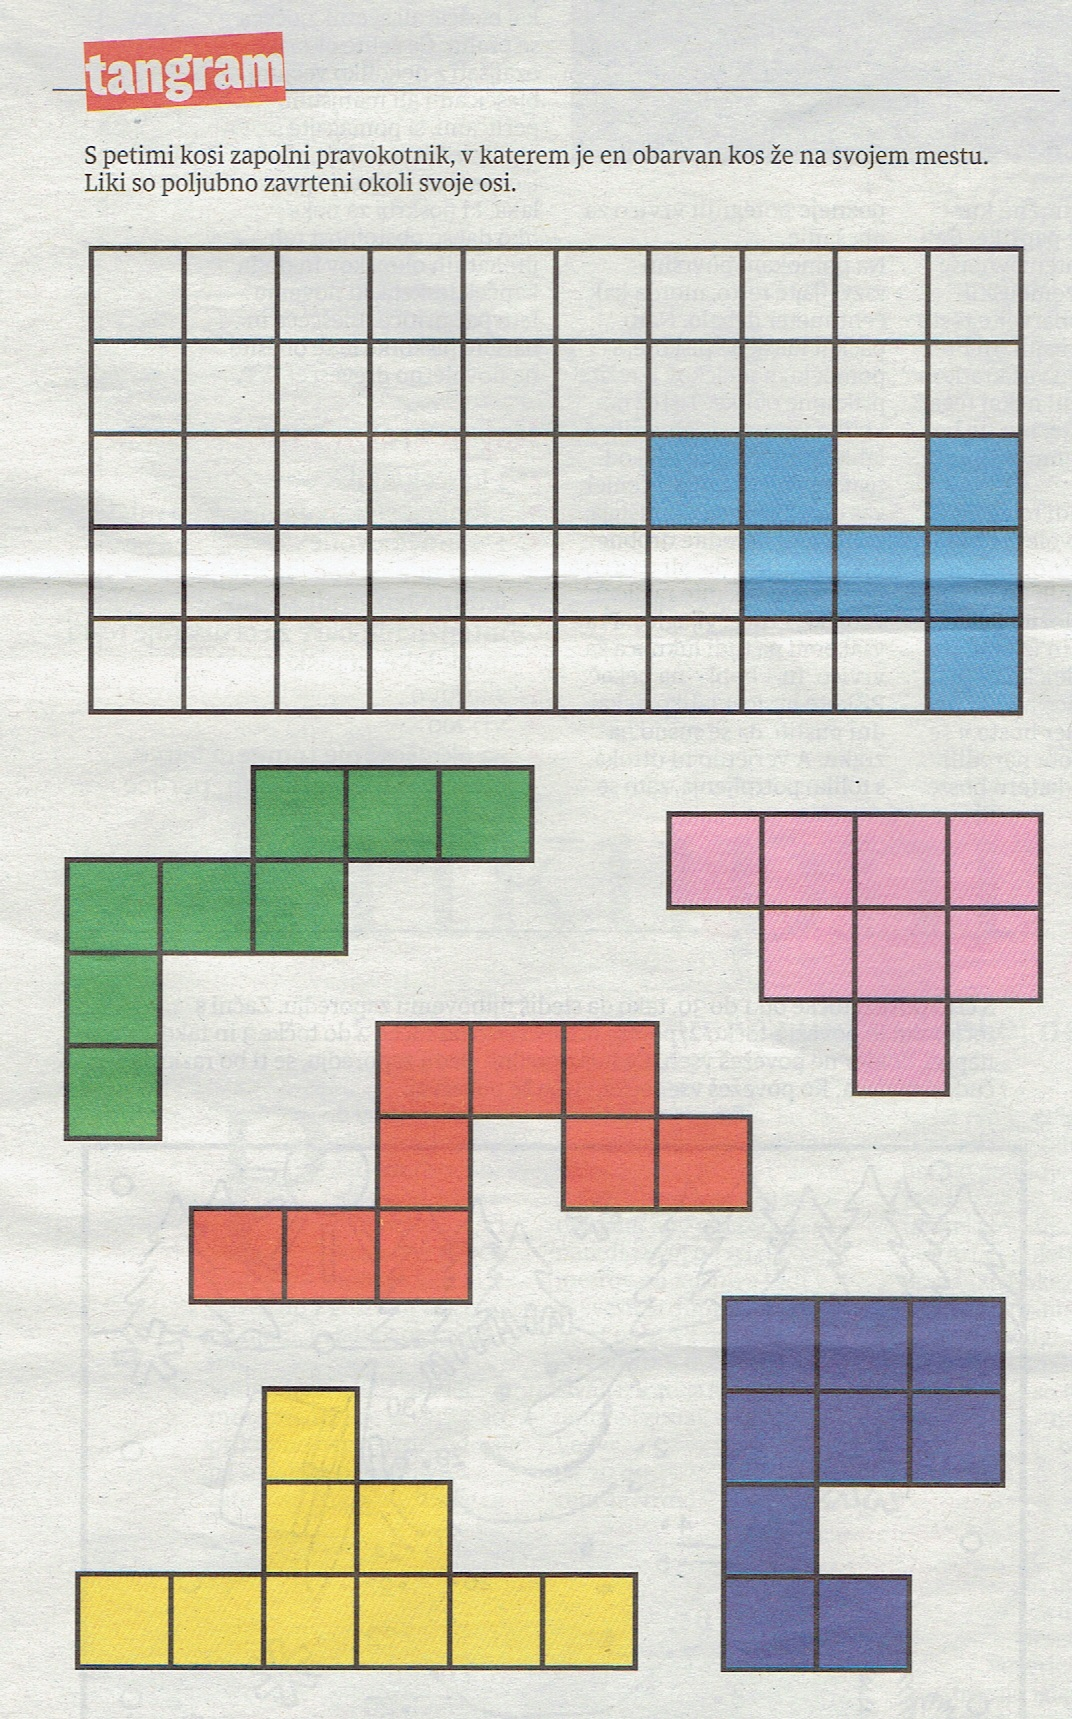 tangram
S petimi kosi zapolni pravokotnik, v katerem je en obarvan kos že na svojem mestu.
Liki so poljubno zavrteni okoli svoje osi.